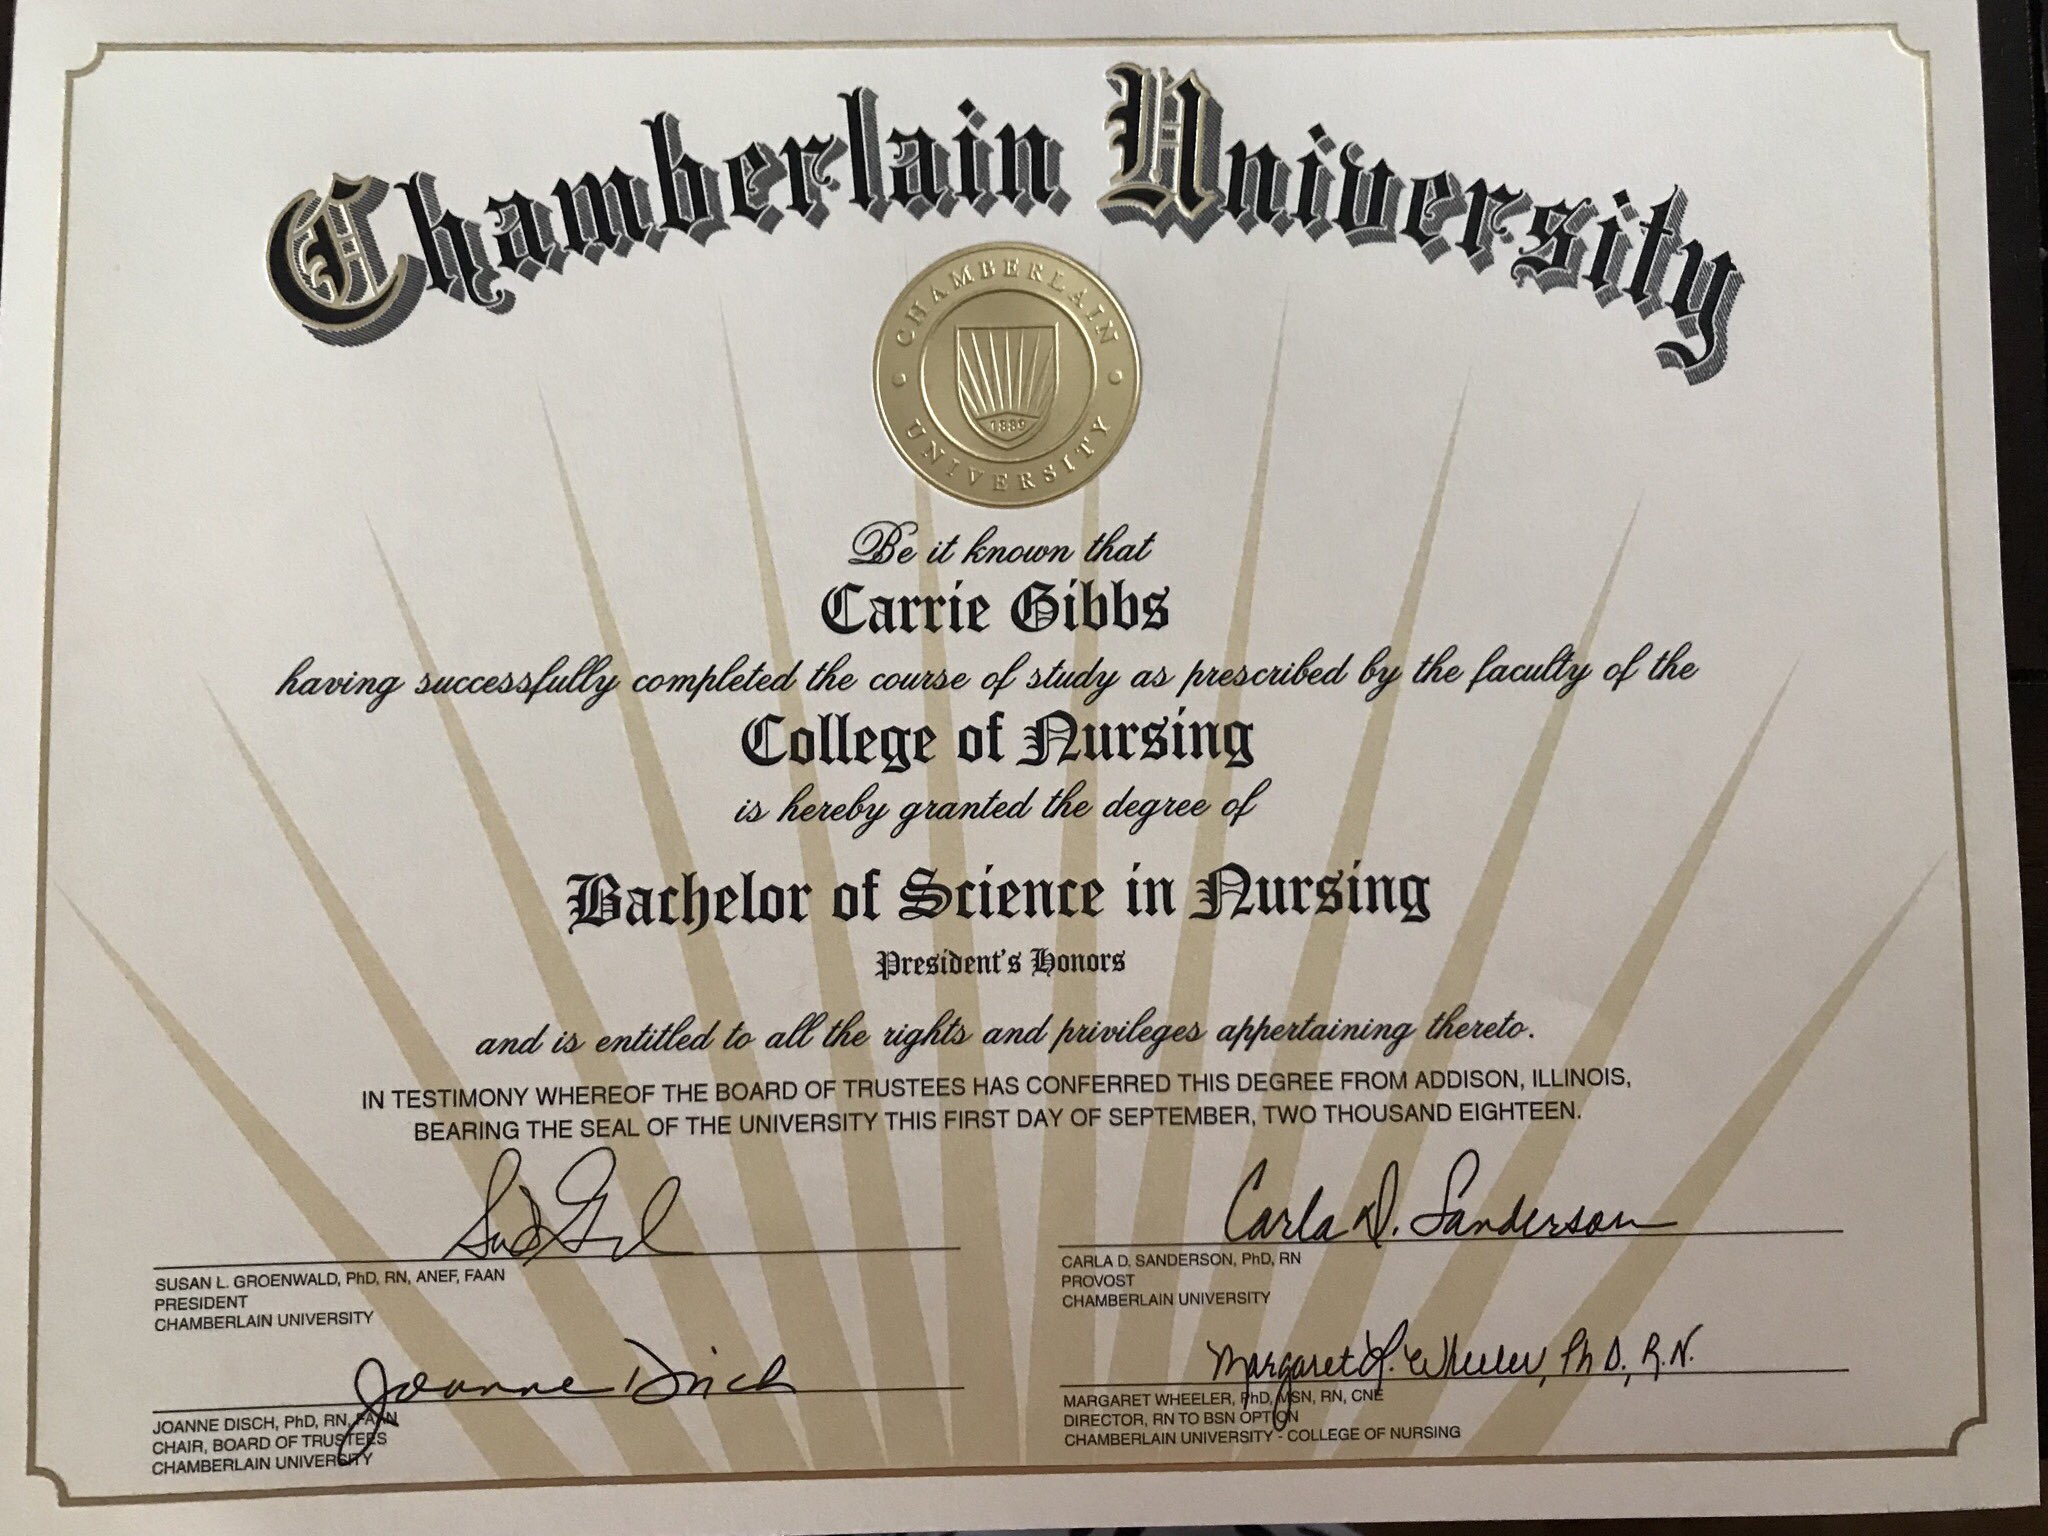 Chamberlain University
CHAMBERLAIN
1889
UNIVERSITY
Be it known that
Carrie Gibbs
having successfully completed the course of study as prescribed by the faculty of the
College of Nursing
is hereby granted the degree of
Bachelor of Science in Nursing
President's Honors
and is entitled to all the rights and privileges appertaining thereto.
IN TESTIMONY WHEREOF THE BOARD OF TRUSTEES HAS CONFERRED THIS DEGREE FROM ADDISON, ILLINOIS,
BEARING THE SEAL OF THE UNIVERSITY THIS FIRST DAY OF SEPTEMBER, TWO THOUSAND EIGHTEEN.
SUSAN L. GROENWALD, PhD, RN, ANEF, FAAN
PRESIDENT
CHAMBERLAIN UNIVERSITY
Carla D. Sanderson
CARLA D. SANDERSON, PhD, RN
PROVOST
CHAMBERLAIN UNIVERSITY
Joanne Disch
JOANNE DISCH, PhD, RN, FAAN
CHAIR, BOARD OF TRUSTEES
CHAMBERLAIN UNIVERSITY
Margaret Wheeler, PhD, R.N.
MARGARET WHEELER, PhD, MSN, RN, CNE
DIRECTOR, RN TO BSN OPTION
CHAMBERLAIN UNIVERSITY - COLLEGE OF NURSING